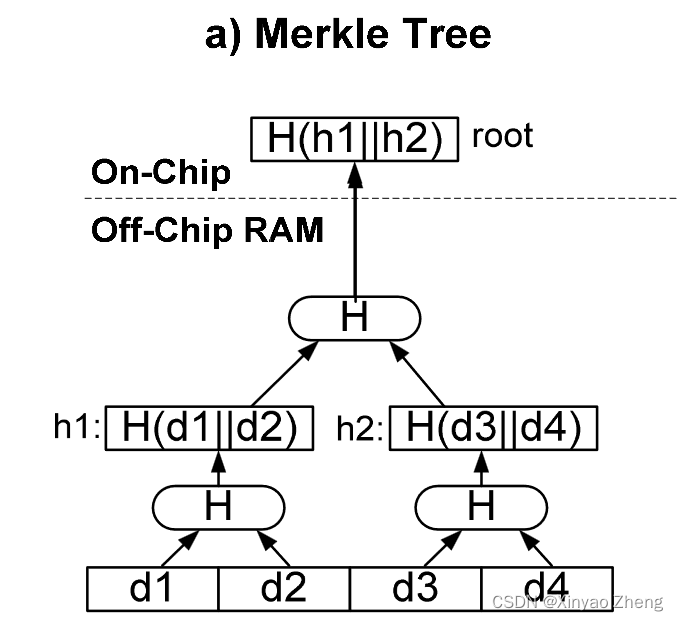 a) Merkle Tree
H(h1||h2) root
On-Chip
Off-Chip RAM
H
h1: H(d1||d2) h2: H(d3||d4)
H H
d1 d2 d3 d4
CSDN @Xinyao Zheng